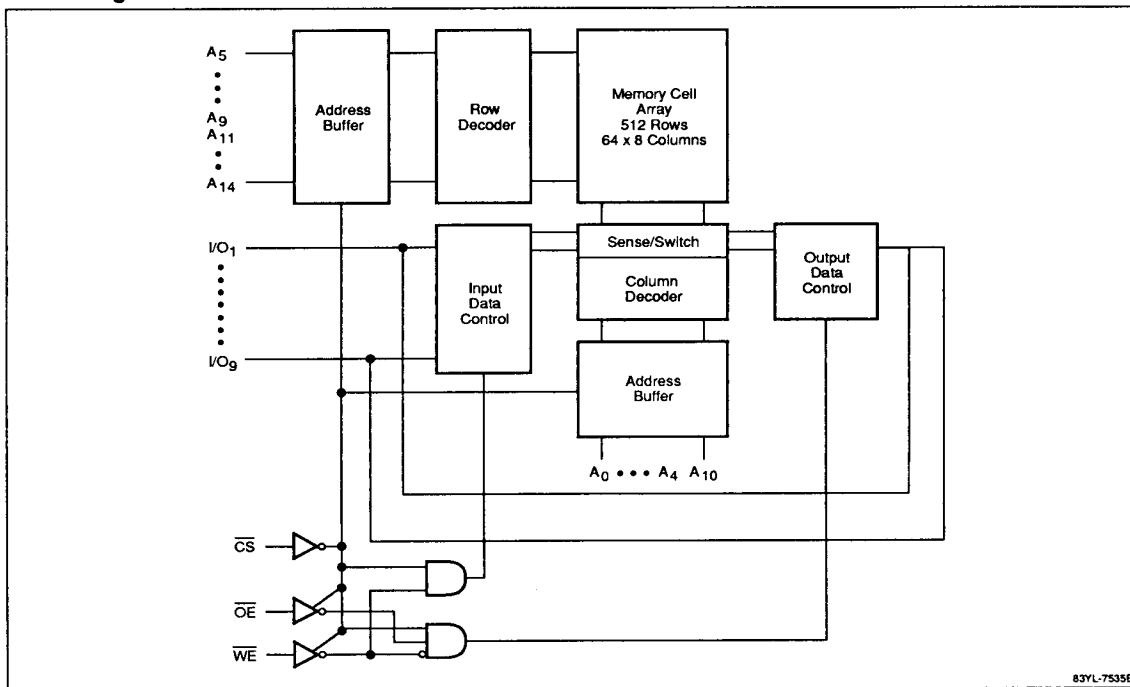 A5
A9
A11
A14
Address
Buffer
Row
Decoder
Memory Cell
Array
512 Rows
64 x 8 Columns
I/O1
I/O9
Input
Data
Control
Sense/Switch
Column
Decoder
Output
Data
Control
Address
Buffer
A0 • • • A4 A10
CS
OE
WE
83YL-7535B